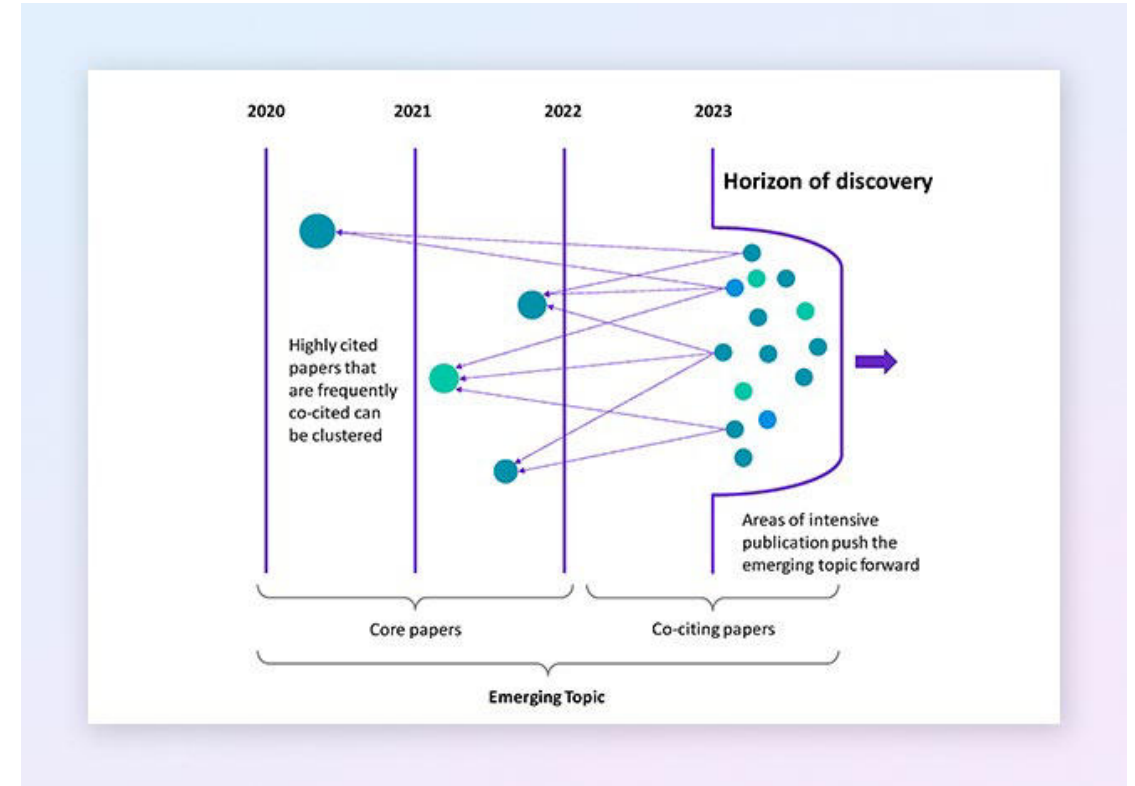 2020
2021
2022
2023
Horizon of discovery
Highly cited
papers that
are frequently
co-cited can
be clustered
Areas of intensive
publication push the
emerging topic forward
Core papers
Co-citing papers
Emerging Topic